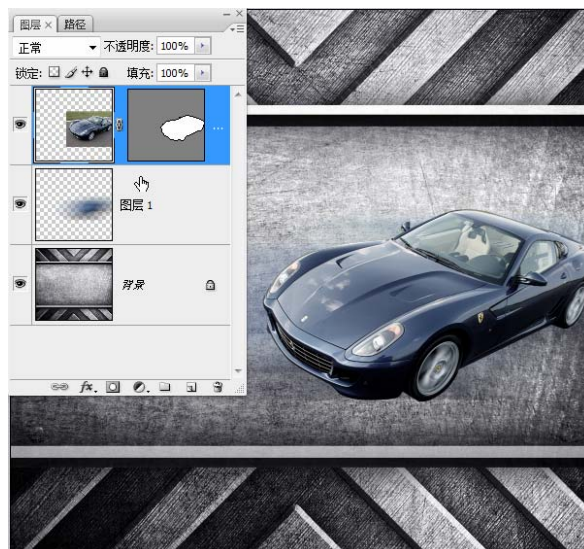 图层 × 路径
正常 不透明度: 100%
锁定: 填充: 100%
...
图层 1
背景
fx.